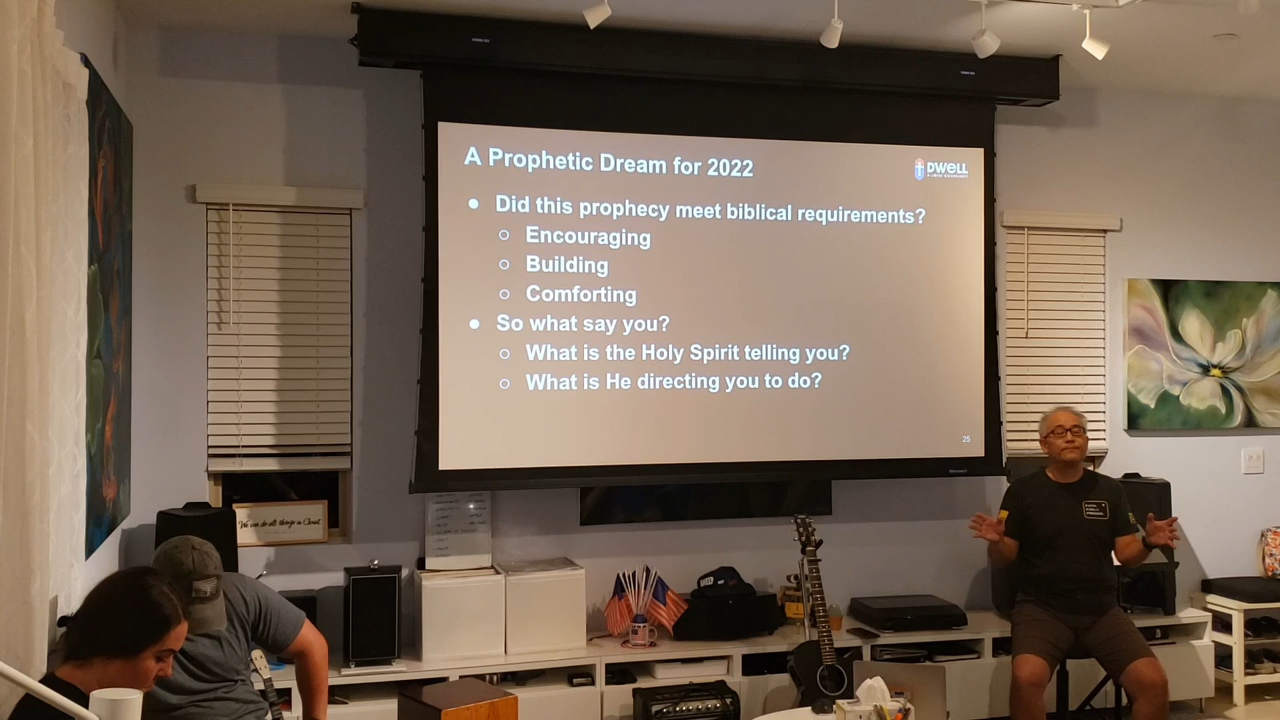 A Prophetic Dream for 2022
DWELL
Did this prophecy meet biblical requirements?
Encouraging
Building
Comforting
So what say you?
What is the Holy Spirit telling you?
What is He directing you to do?
25
We can do all things in Christ